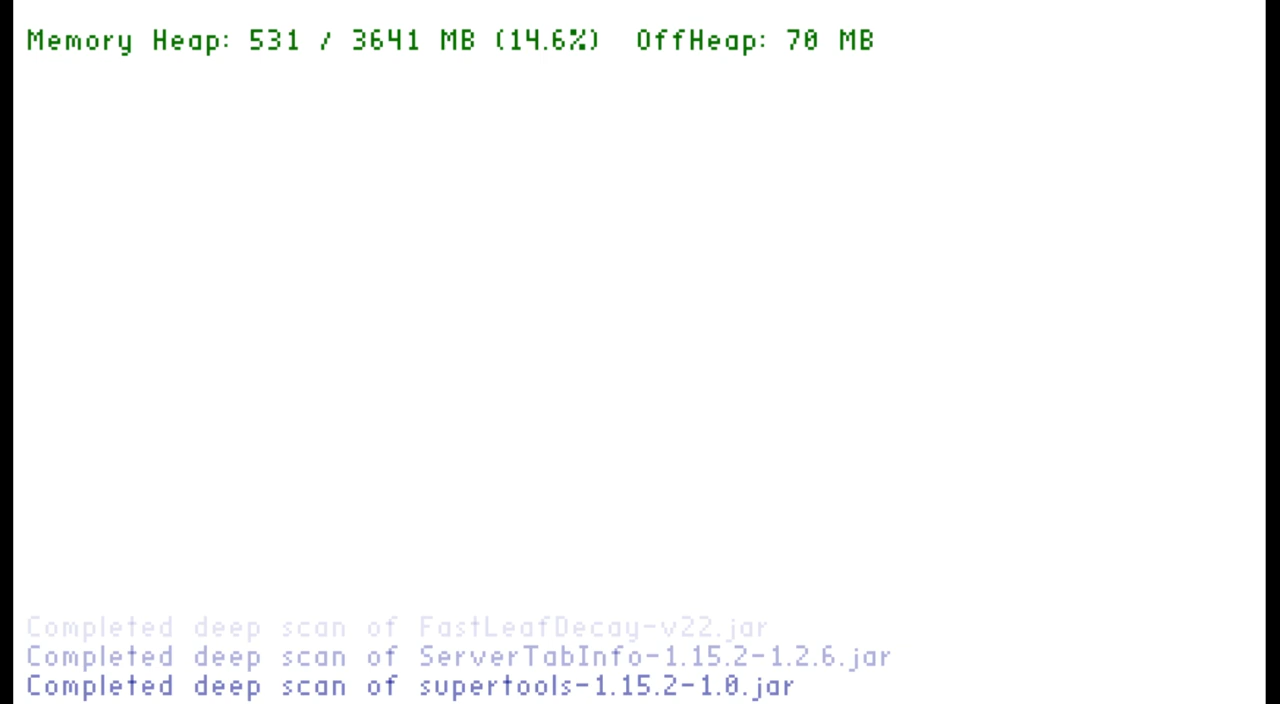 Memory Heap: 531 / 3641 MB (14.6%) OffHeap: 70 MB
Completed deep scan of FastLeafDecay-v22.jar
Completed deep scan of ServerTabInfo-1.15.2-1.2.6.jar
Completed deep scan of supertools-1.15.2-1.0.jar